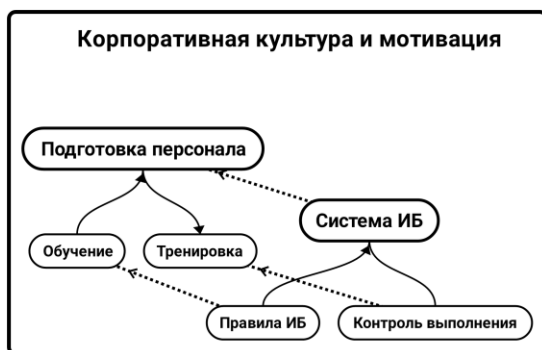 Корпоративная культура и мотивация
Подготовка персонала
Система ИБ
Обучение
Тренировка
Правила ИБ
Контроль выполнения